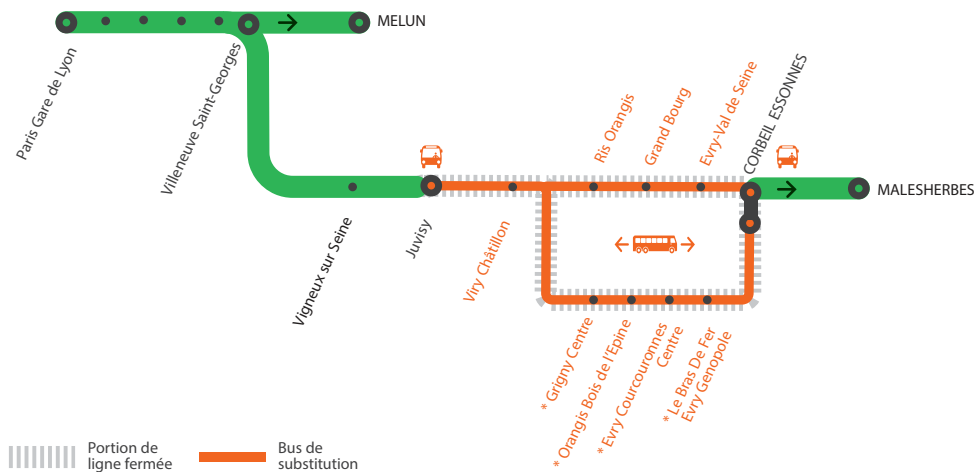 MELUN
Paris Gare de Lyon
Villeneuve Saint-Georges
Vigneux sur Seine
Juvisy
Viry Châtillon
Ris Orangis
Grand Bourg
Evry-Val de Seine
CORBEIL ESSONNES
MALESHERBES
* Grigny Centre
* Orangis Bois de l'Epine
* Evry Courcouronnes
Centre
* Le Bras De Fer
Evry Genopole
Portion de
ligne fermée
Bus de
substitution